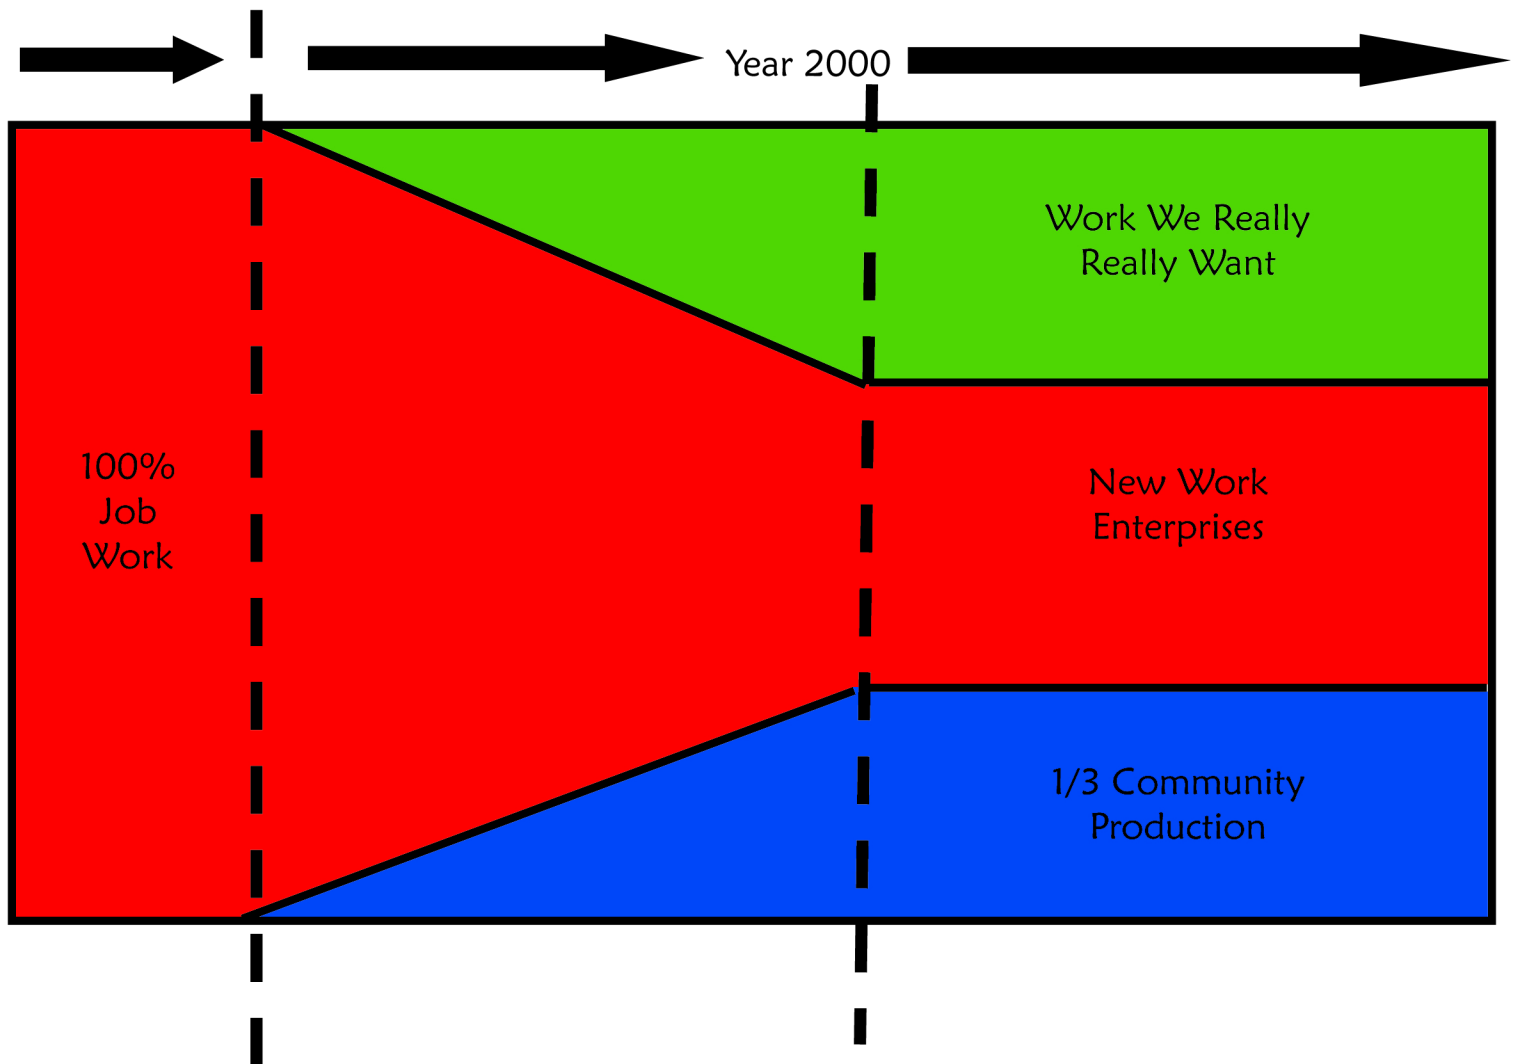 Year 2000
Work We Really
Really Want
100%
Job
Work
New Work
Enterprises
1/3 Community
Production